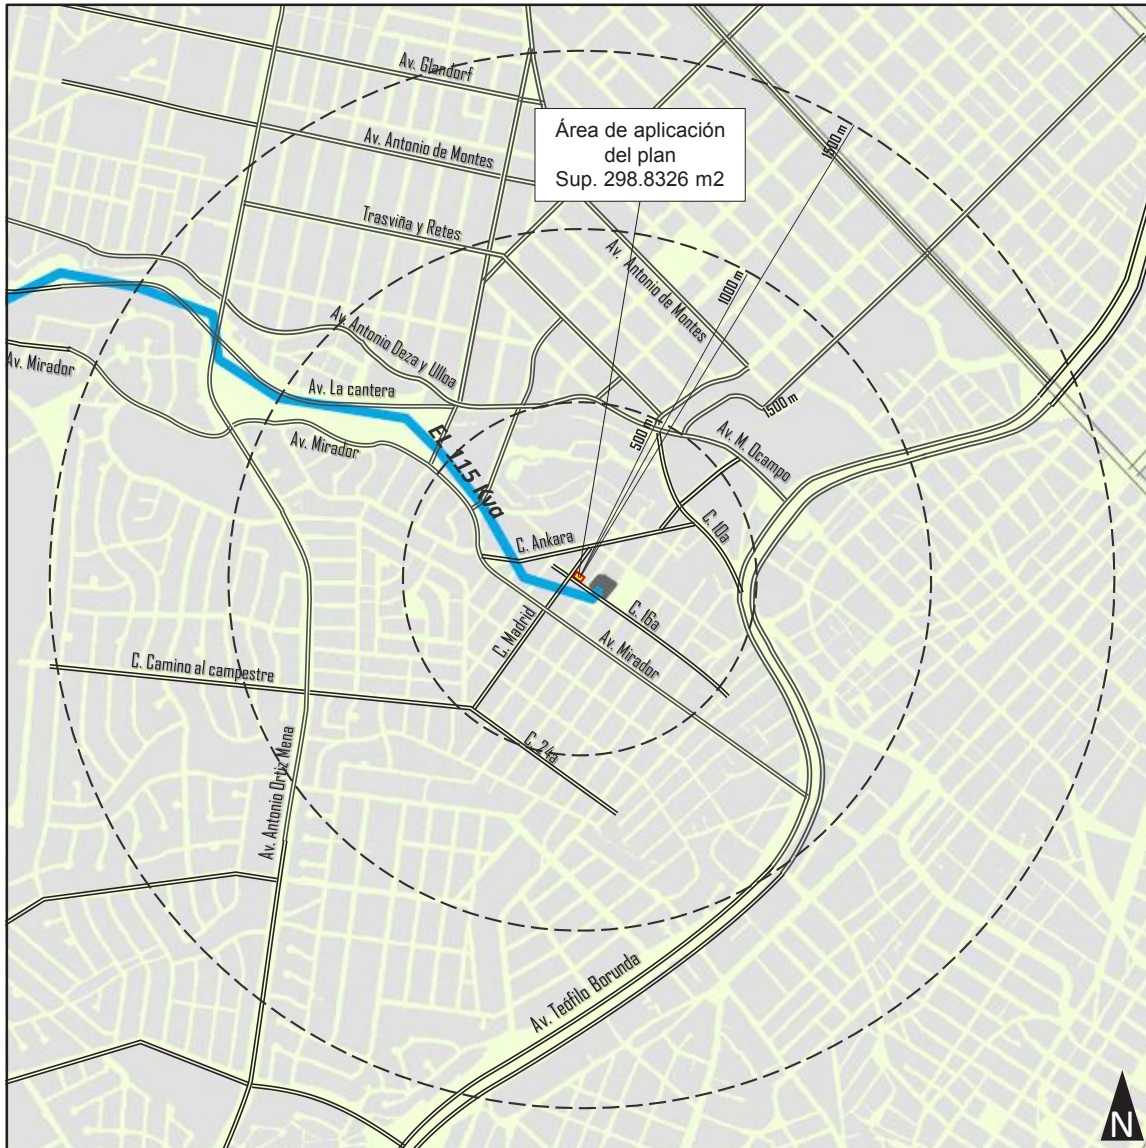 Av. Glandorf
Área de aplicación
del plan
Sup. 298.8326 m2
1500 m
Av. Antonio de Montes
Trasviña y Retes
Av. Antonio de Montes
1000 m
Av. Antonio Deza y Ulloa
Av. Mirador
Av. La cantera
1500 m
500 m
Av. Mirador
EL 115 Kva
Av. M. Ocampo
C. 10a
C. Ankara
C. 16a
C. Madrid
Av. Mirador
C. Camino al campestre
C. 24a
Av. Antonio Ortiz Mena
Av. Teófilo Borunda
N